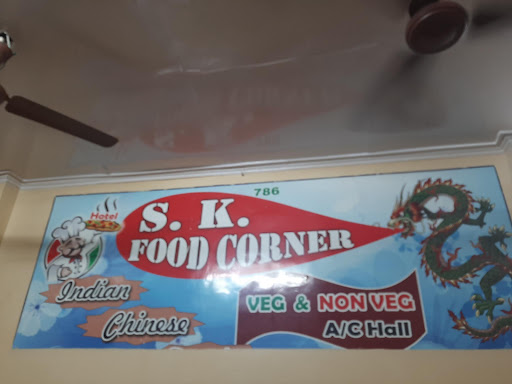 786
Hotel
S. K.
FOOD CORNER
Indian
Chinese
VEG & NON VEG
A/C Hall